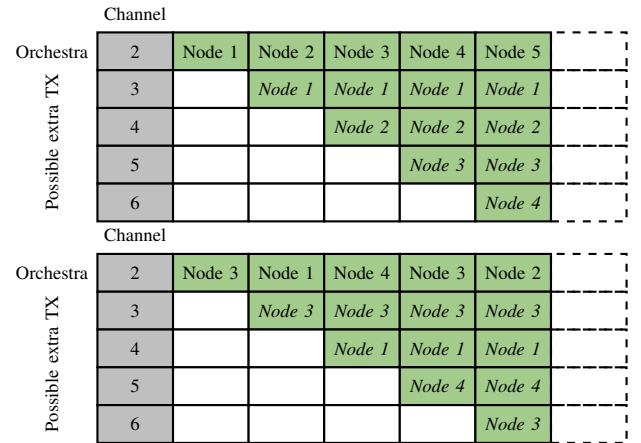 Channel
Orchestra 2 Node 1 Node 2 Node 3 Node 4 Node 5
Possible extra TX
3 Node 1 Node 1 Node 1 Node 1
4 Node 2 Node 2 Node 2
5 Node 3 Node 3
6 Node 4
Channel
Orchestra 2 Node 3 Node 1 Node 4 Node 3 Node 2
Possible extra TX
3 Node 3 Node 3 Node 3 Node 3
4 Node 1 Node 1 Node 1
5 Node 4 Node 4
6 Node 3